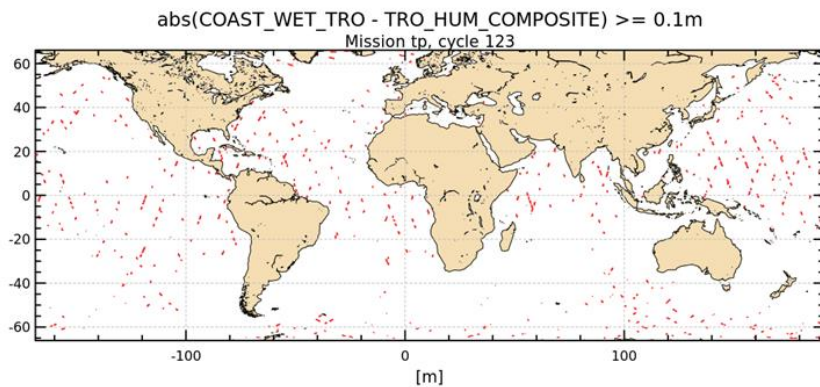 abs(COAST_WET_TRO - TRO_HUM_COMPOSITE) >= 0.1m
Mission tp, cycle 123
60
40
20
0
-20
-40
-60
-100 0 100
[m]